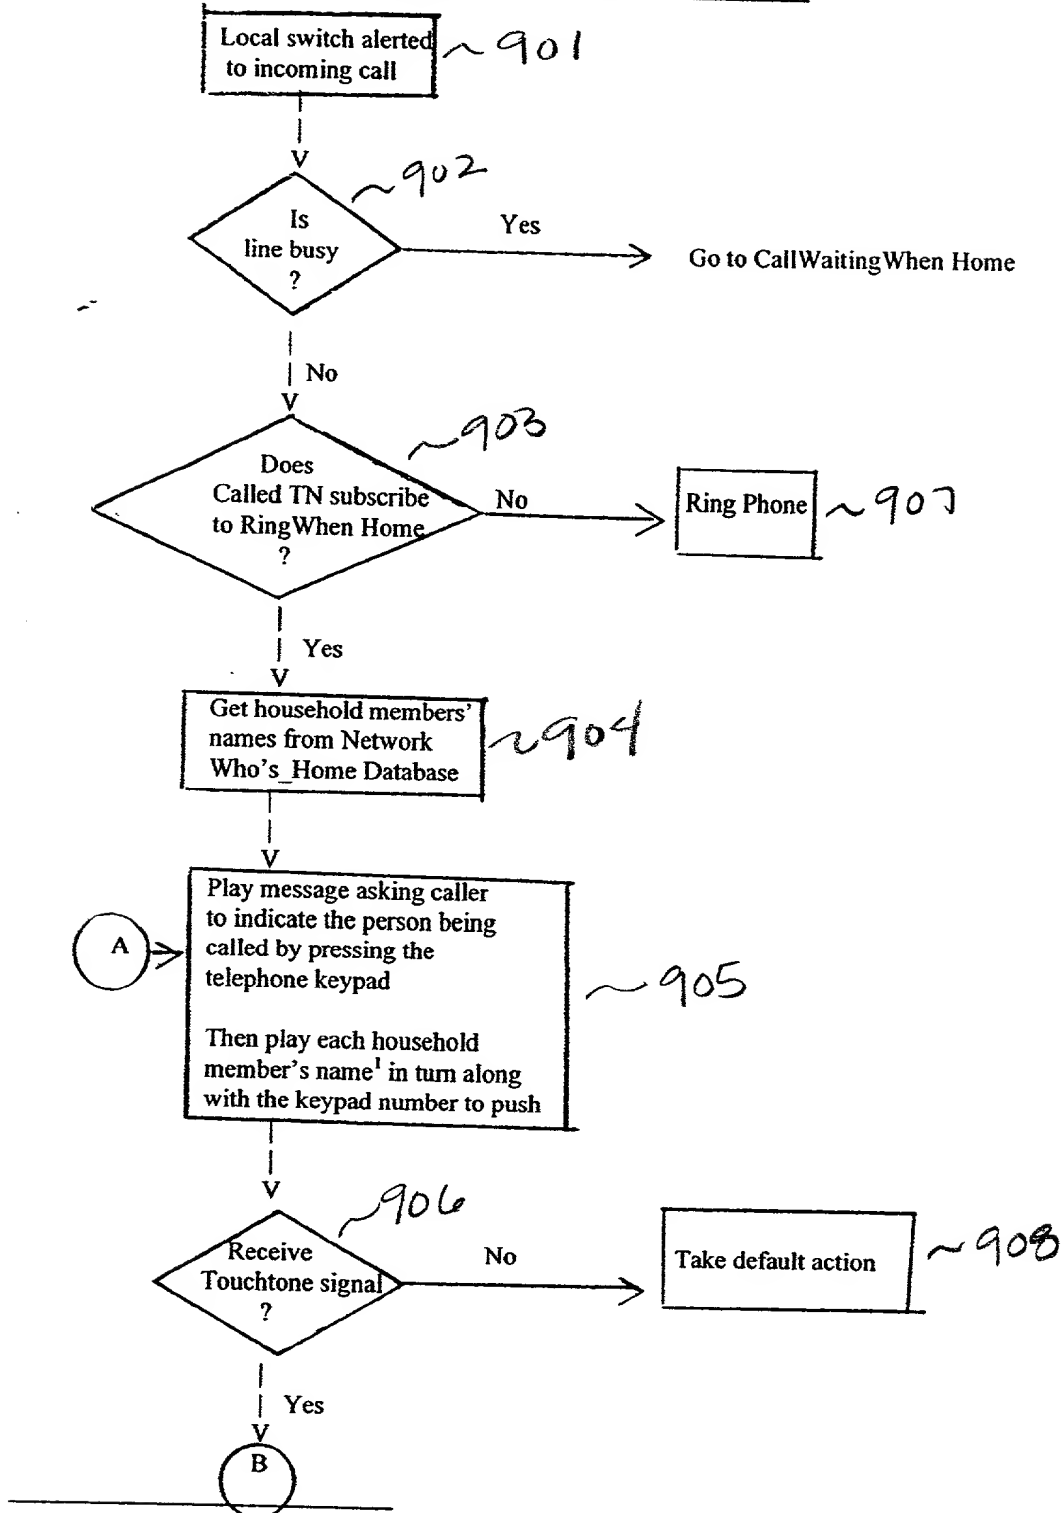 Local switch alerted
to incoming call
901
902
Is
line busy
?
Yes
Go to CallWaitingWhen Home
No
903
Does
Called TN subscribe
to RingWhen Home
?
No
Ring Phone
907
Yes
Get household members'
names from Network
Who's_Home Database
904
A
Play message asking caller
to indicate the person being
called by pressing the
telephone keypad
Then play each household
member's name¹ in turn along
with the keypad number to push
905
906
Receive
Touchtone signal
?
No
Take default action
908
Yes
B